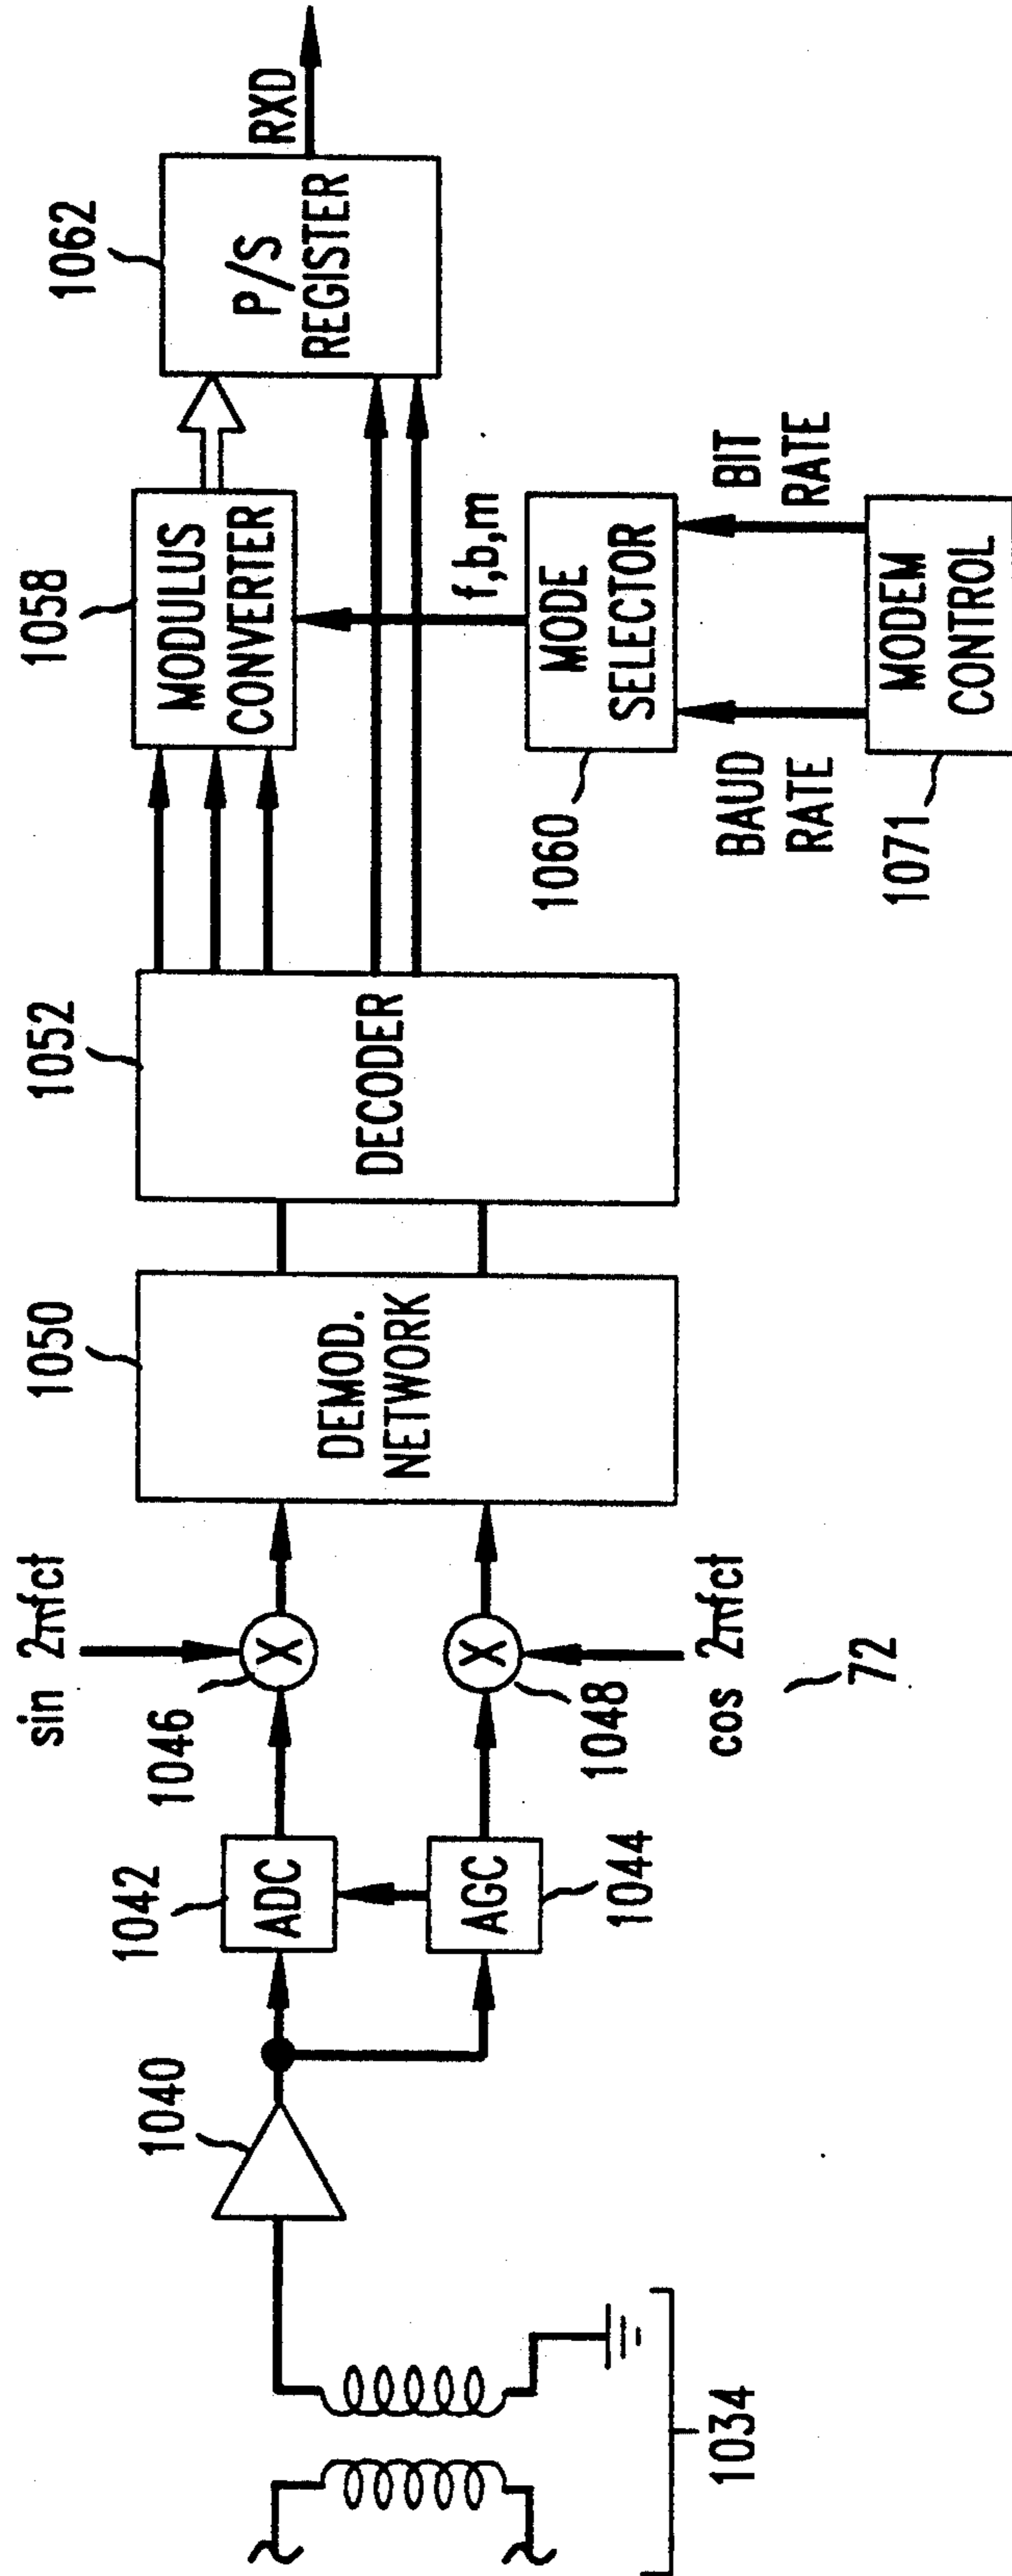 1034
1040
1042
ADC
AGC
1044
sin 2πfct
1046
X
X
1048
cos 2πfct
72
1050
DEMOD.
NETWORK
1052
DECODER
1058
MODULUS
CONVERTER
f,b,m
1060
MODE
SELECTOR
BAUD
RATE
BIT
RATE
1071
MODEM
CONTROL
1062
P/S
REGISTER
RXD